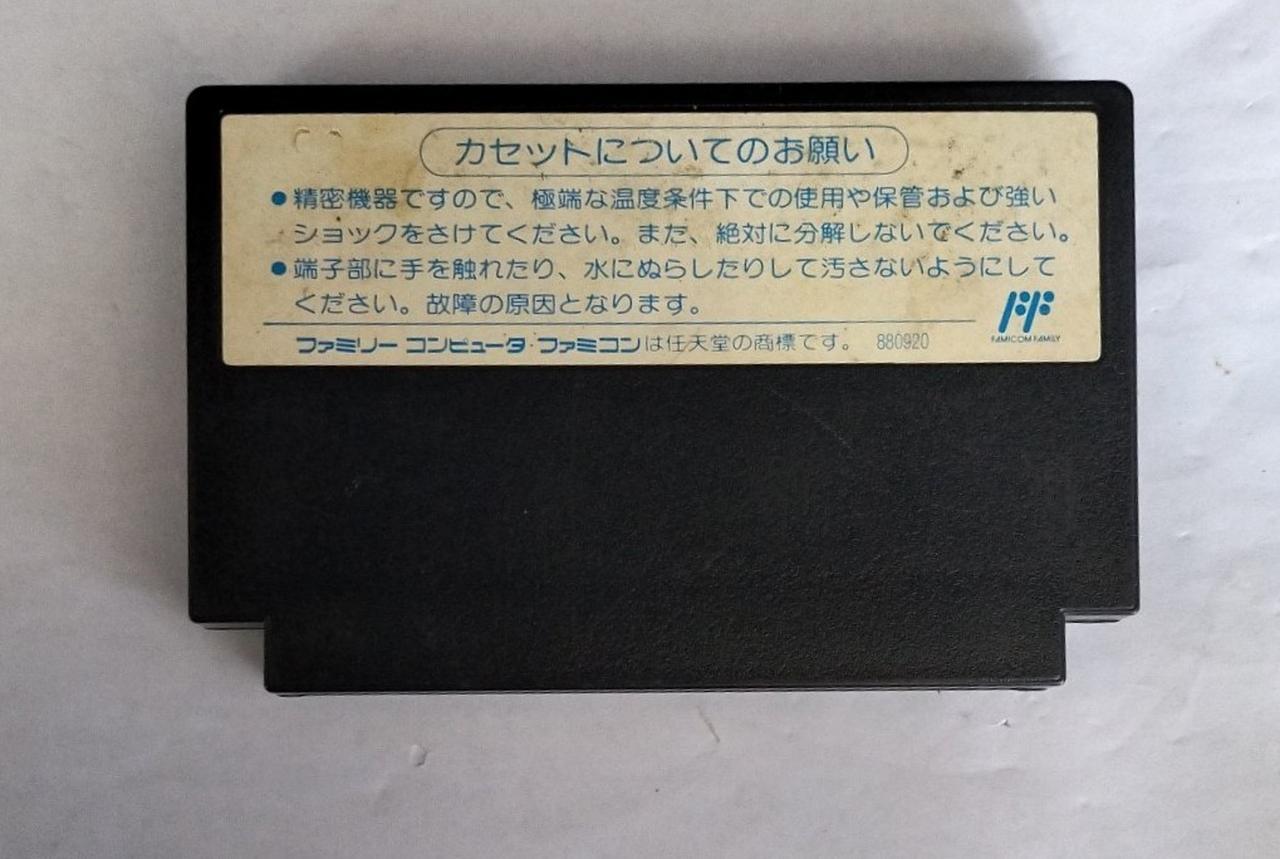 カセットについてのお願い
●精密機器ですので、極端な温度条件下での使用や保管および強い
ショックをさけてください。また、絶対に分解しないでください。
●端子部に手を触れたり、水にぬらしたりして汚さないようにして
ください。故障の原因となります。
FAMICOM FAMILY
ファミリー コンピュータ・ファミコンは任天堂の商標です。 880920